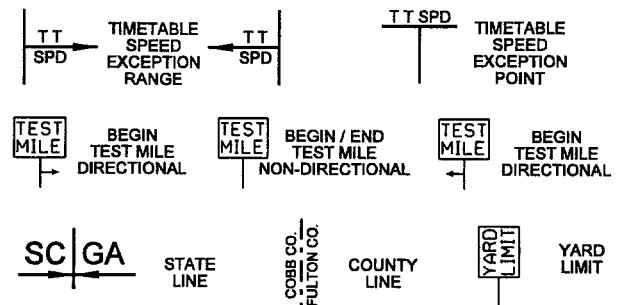 TT
SPD
TIMETABLE
SPEED
EXCEPTION
RANGE
TT
SPD
TT SPD
TIMETABLE
SPEED
EXCEPTION
POINT
TEST
MILE
BEGIN
TEST MILE
DIRECTIONAL
TEST
MILE
BEGIN / END
TEST MILE
NON-DIRECTIONAL
TEST
MILE
BEGIN
TEST MILE
DIRECTIONAL
SC GA
STATE
LINE
COBB CO.
FULTON CO.
COUNTY
LINE
YARD
LIMIT
YARD
LIMIT